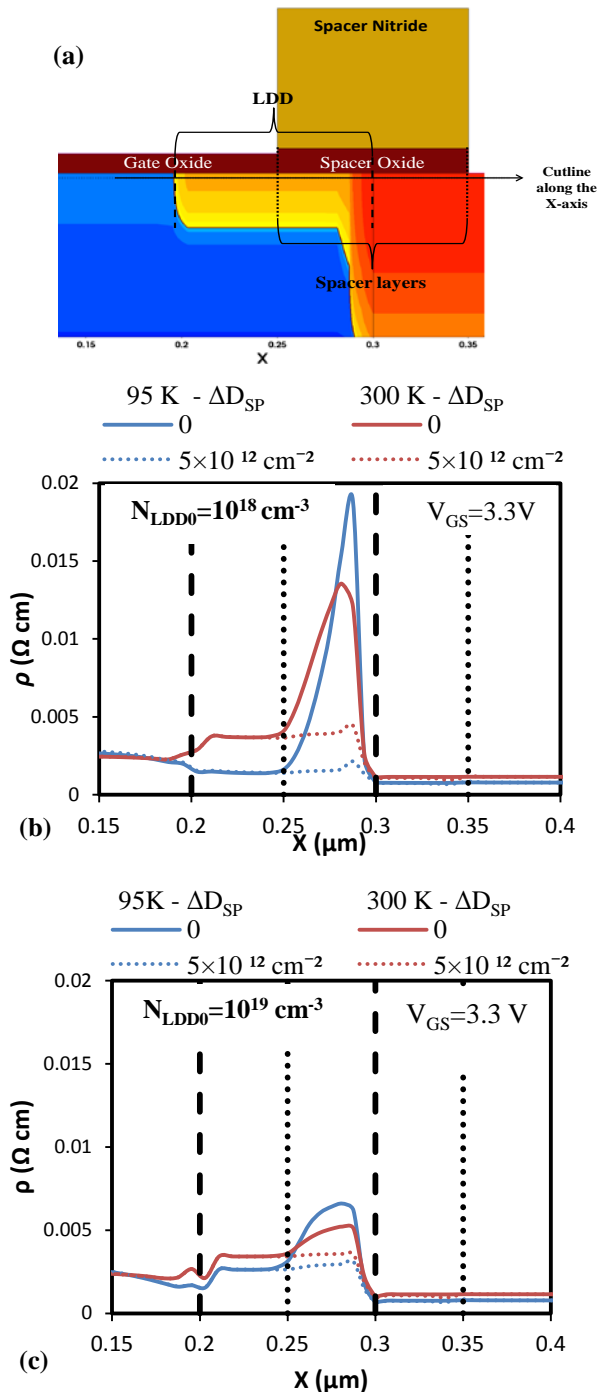 (a)
Spacer Nitride
LDD
Gate Oxide Spacer Oxide
Cutline along the X-axis
Spacer layers
0.15 0.2 0.25 0.3 0.35
X
95 K - ΔD_SP 300 K - ΔD_SP
0 0
5×10 ¹² cm⁻² 5×10 ¹² cm⁻²
N_LDD0=10¹⁸ cm⁻³ V_GS=3.3V
0.02
0.015
0.01
0.005
0
ρ (Ω cm)
0.15 0.2 0.25 0.3 0.35 0.4
(b)
X (μm)
95K - ΔD_SP 300 K - ΔD_SP
0 0
5×10 ¹² cm⁻² 5×10 ¹² cm⁻²
N_LDD0=10¹⁹ cm⁻³ V_GS=3.3 V
0.02
0.015
0.01
0.005
0
ρ (Ω cm)
0.15 0.2 0.25 0.3 0.35 0.4
(c)
X (μm)